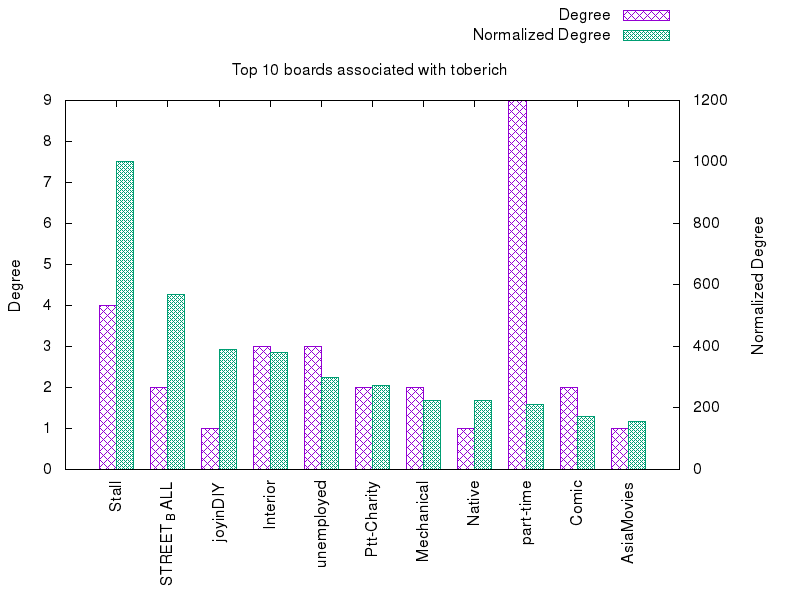 Degree
Normalized Degree
Top 10 boards associated with toberich
9
8
7
6
5
4
3
2
1
0
1200
1000
800
600
400
200
0
Degree
Normalized Degree
Stall
STREET_BALL
joyinDIY
Interior
unemployed
Ptt-Charity
Mechanical
Native
part-time
Comic
AsiaMovies